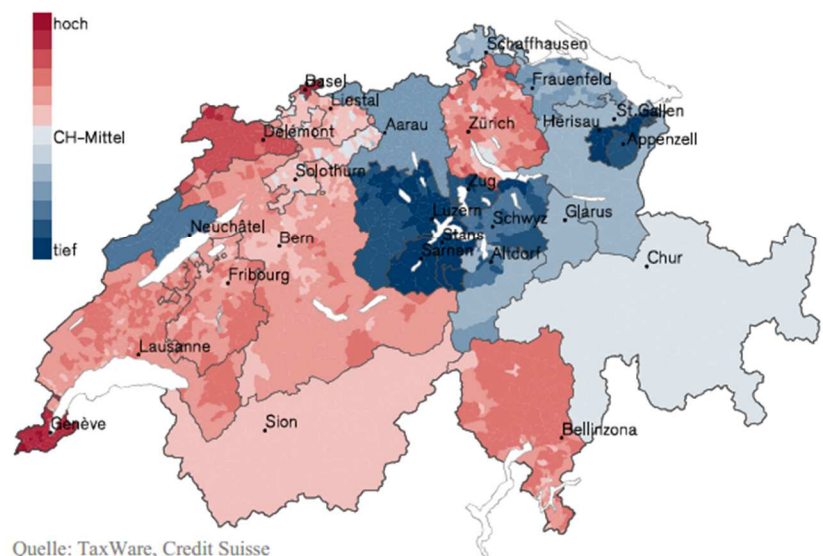 hoch
CH–Mittel
tief
Schaffhausen
Basel
Frauenfeld
Liestal
St.Gallen
Delémont
Aarau
Zürich
Herisau
Appenzell
Solothurn
Zug
Neuchâtel
Luzern
Schwyz
Glarus
Bern
Stans
Sarnen
Altdorf
Chur
Fribourg
Lausanne
Genève
Sion
Bellinzona
Quelle: TaxWare, Credit Suisse